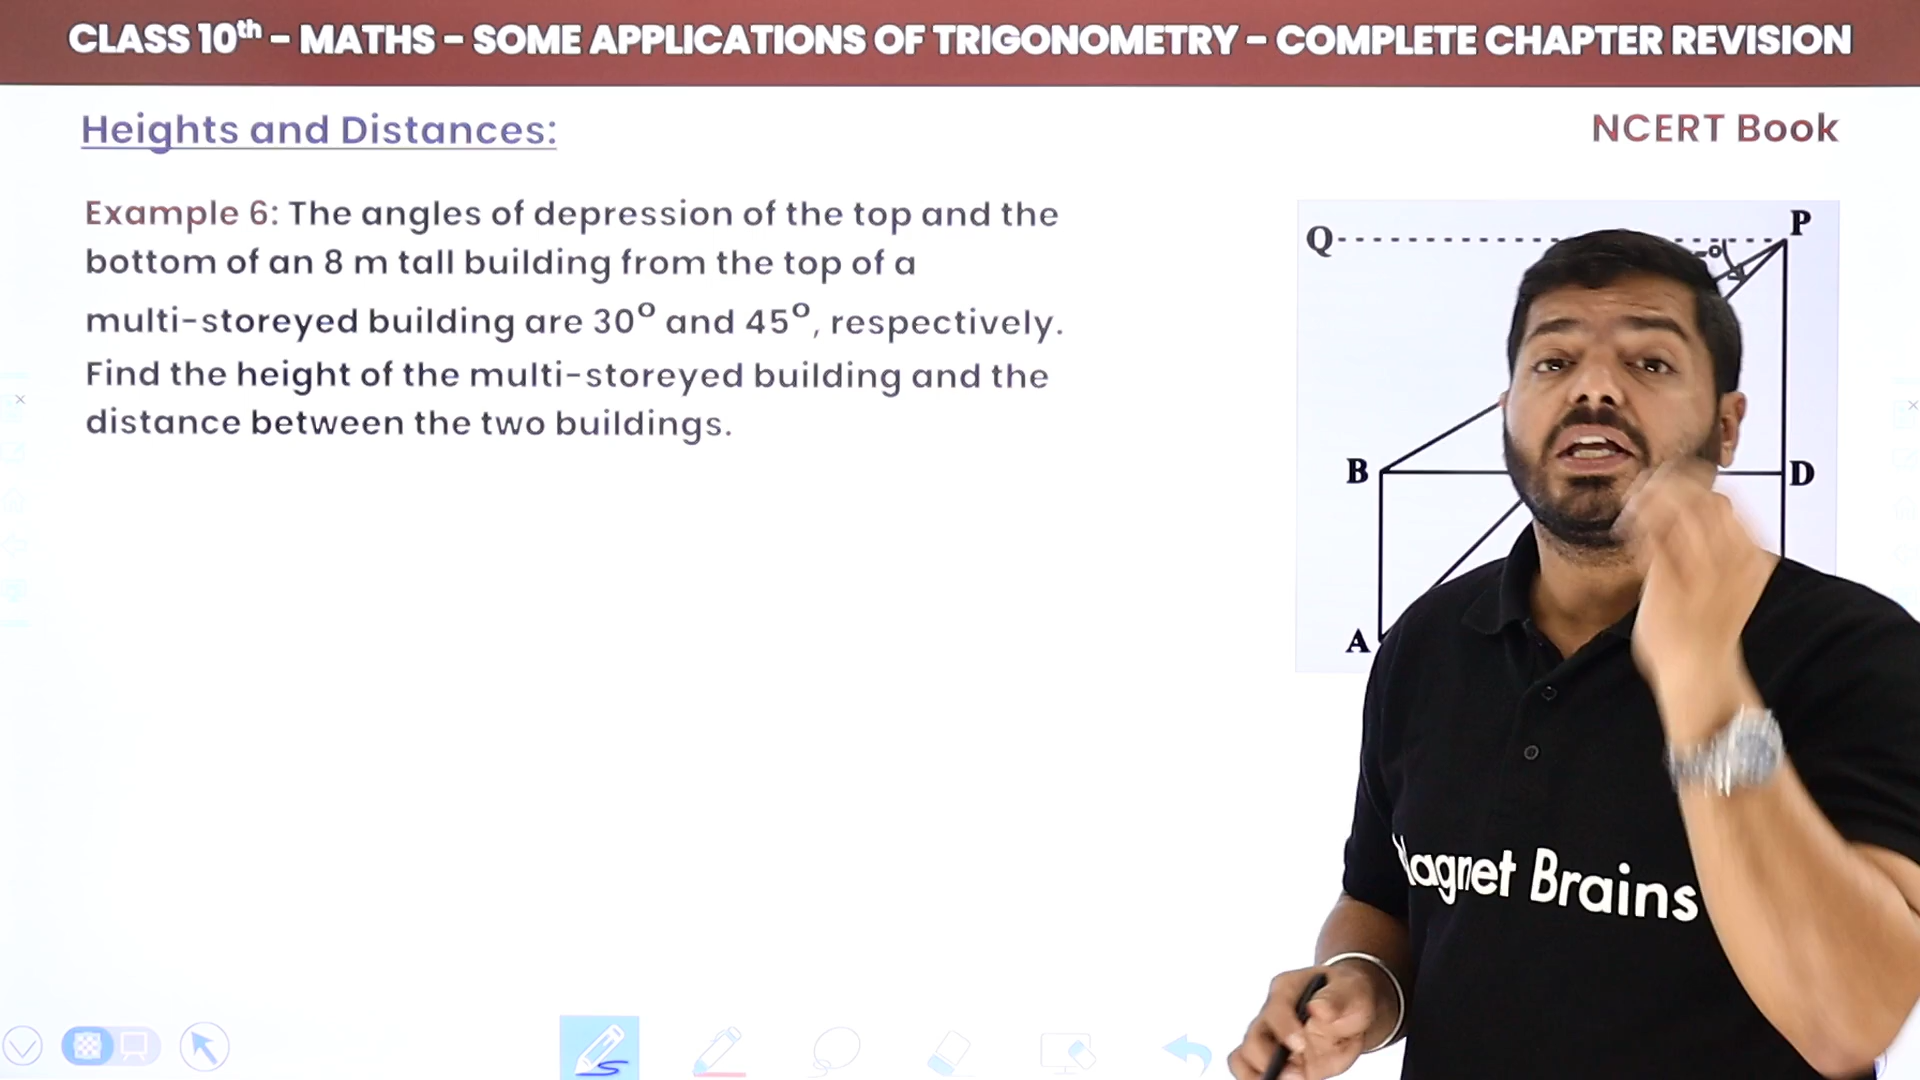 CLASS 10th - MATHS - SOME APPLICATIONS OF TRIGONOMETRY - COMPLETE CHAPTER REVISION
Heights and Distances:
NCERT Book
Example 6: The angles of depression of the top and the
bottom of an 8 m tall building from the top of a
multi-storeyed building are 30° and 45°, respectively.
Find the height of the multi-storeyed building and the
distance between the two buildings.
Q
P
B
D
A
Magnet Brains